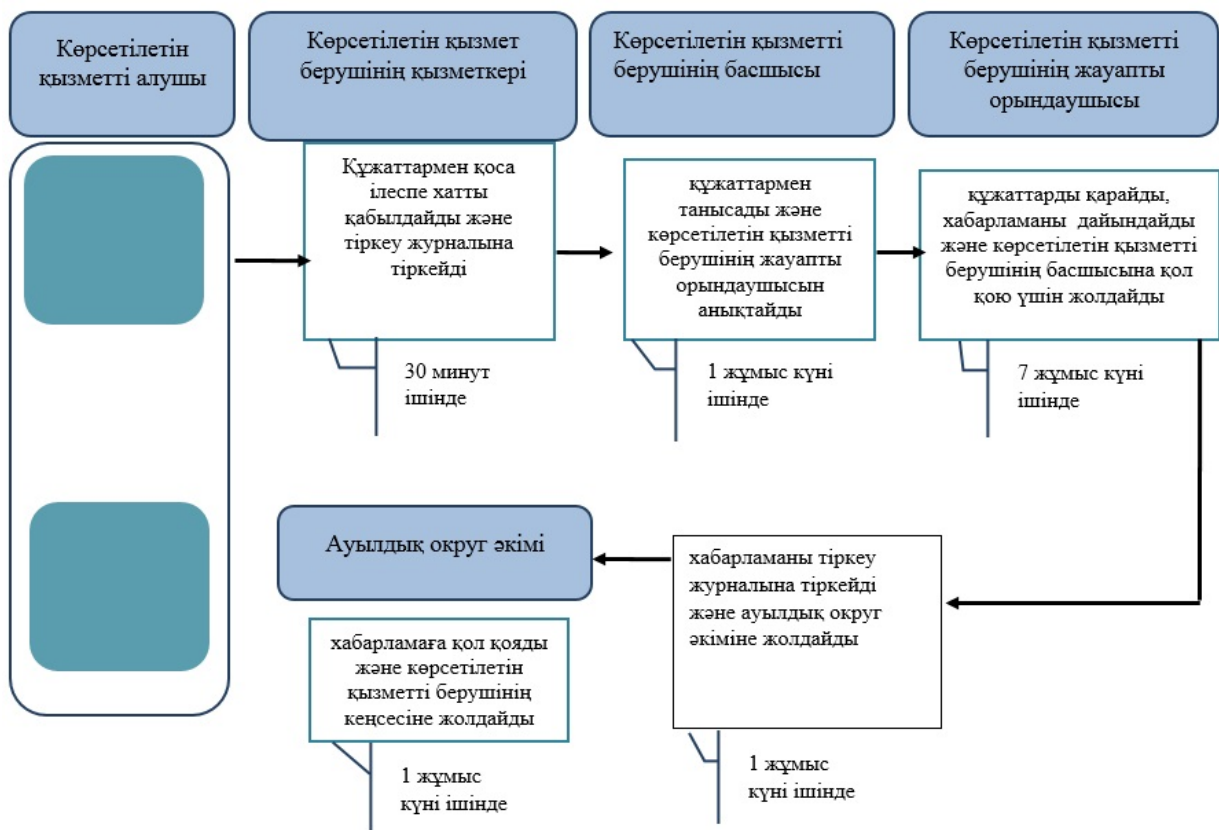 Көрсетілетін
қызметті алушы
Көрсетілетін қызмет
берушінің қызметкері
Көрсетілетін қызметті
берушінің басшысы
Көрсетілетін қызметті
берушінің жауапты
орындаушысы
Құжаттармен қоса
ілеспе хатты
қабылдайды және
тіркеу журналына
тіркейді
құжаттармен
танысады және
көрсетілетін қызметті
берушінің жауапты
орындаушысын
анықтайды
құжаттарды қарайды,
хабарламаны дайындайды
және көрсетілетін қызметті
берушінің басшысына қол
қою үшін жолдайды
30 минут
ішінде
1 жұмыс күні
ішінде
7 жұмыс күні
ішінде
Ауылдық округ әкімі
хабарламаны тіркеу
журналына тіркейді
және ауылдық округ
әкіміне жолдайды
хабарламаға қол қояды
және көрсетілетін
қызметті берушінің
кеңсесіне жолдайды
1 жұмыс
күні ішінде
1 жұмыс
күні ішінде